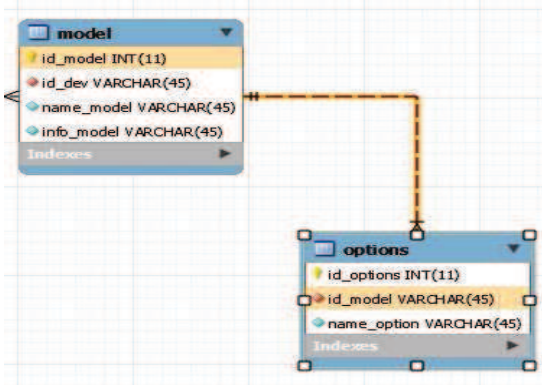 model
id_model INT(11)
id_dev VARCHAR(45)
name_model VARCHAR(45)
info_model VARCHAR(45)
Indexes
options
id_options INT(11)
id_model VARCHAR(45)
name_option VARCHAR(45)
Indexes